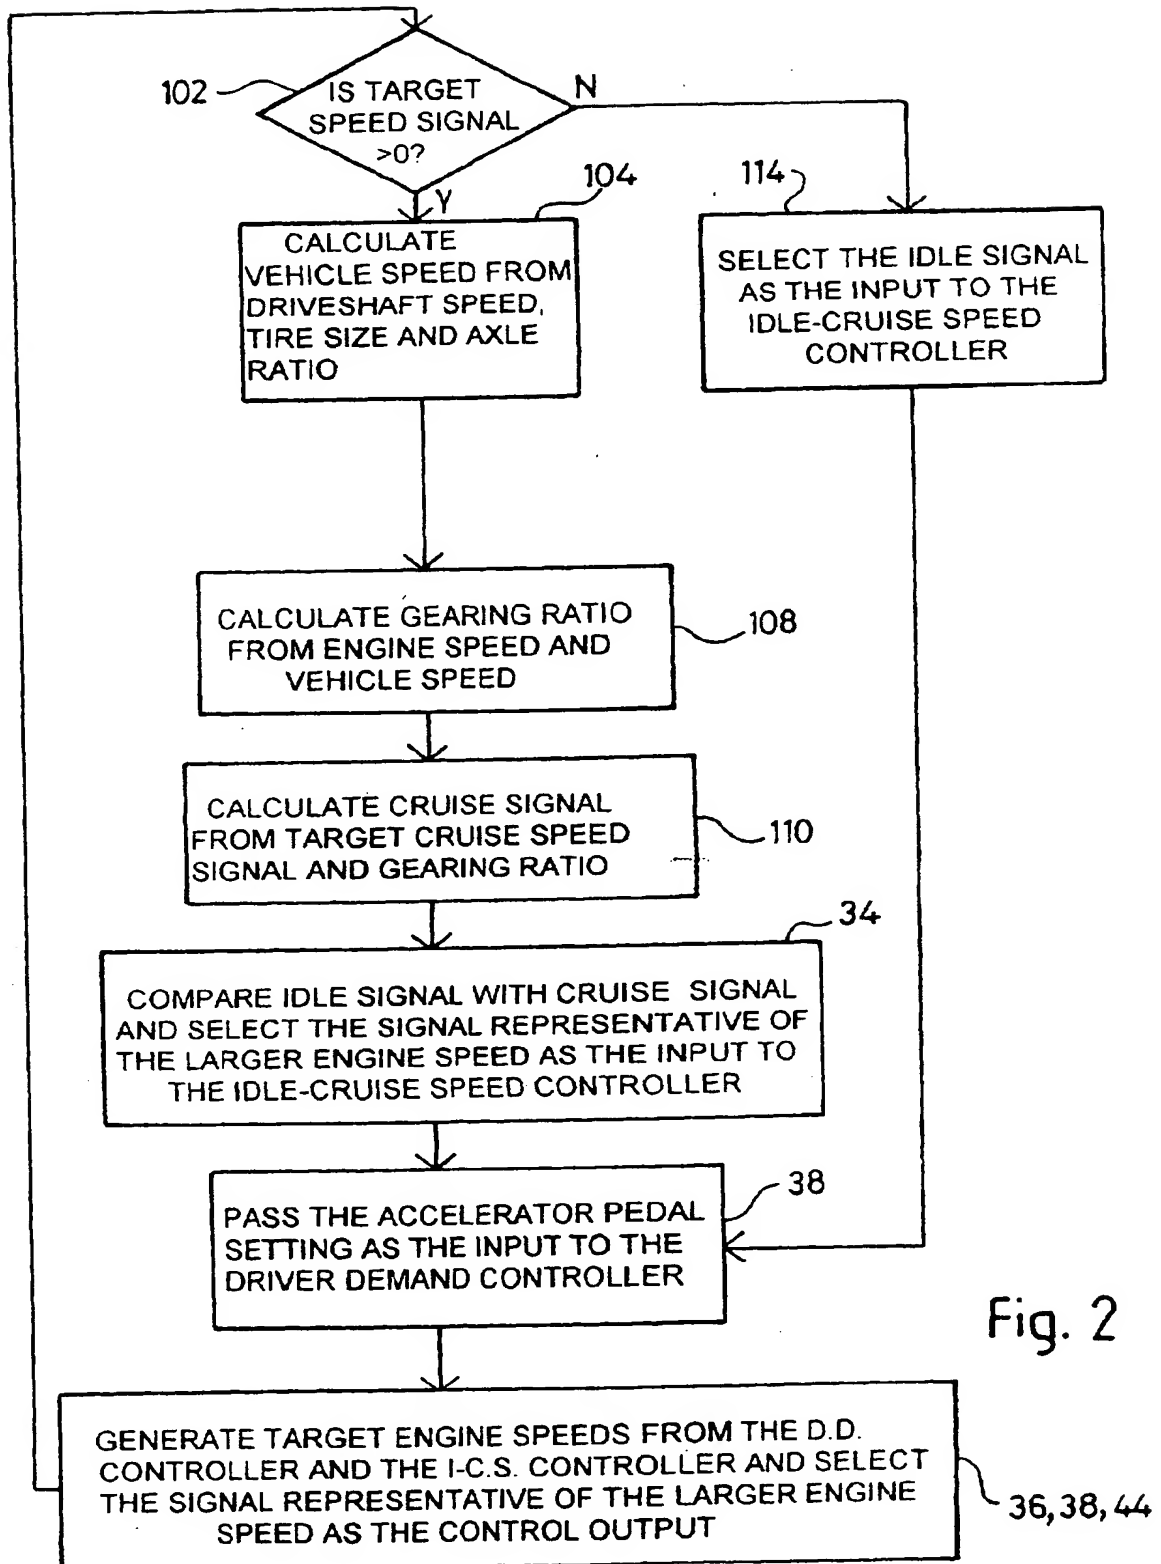 102
IS TARGET
SPEED SIGNAL
>0?
N
Y
104
CALCULATE
VEHICLE SPEED FROM
DRIVESHAFT SPEED,
TIRE SIZE AND AXLE
RATIO
114
SELECT THE IDLE SIGNAL
AS THE INPUT TO THE
IDLE-CRUISE SPEED
CONTROLLER
CALCULATE GEARING RATIO
FROM ENGINE SPEED AND
VEHICLE SPEED
108
CALCULATE CRUISE SIGNAL
FROM TARGET CRUISE SPEED
SIGNAL AND GEARING RATIO
110
34
COMPARE IDLE SIGNAL WITH CRUISE SIGNAL
AND SELECT THE SIGNAL REPRESENTATIVE OF
THE LARGER ENGINE SPEED AS THE INPUT TO
THE IDLE-CRUISE SPEED CONTROLLER
38
PASS THE ACCELERATOR PEDAL
SETTING AS THE INPUT TO THE
DRIVER DEMAND CONTROLLER
Fig. 2
GENERATE TARGET ENGINE SPEEDS FROM THE D.D.
CONTROLLER AND THE I-C.S. CONTROLLER AND SELECT
THE SIGNAL REPRESENTATIVE OF THE LARGER ENGINE
SPEED AS THE CONTROL OUTPUT
36, 38, 44